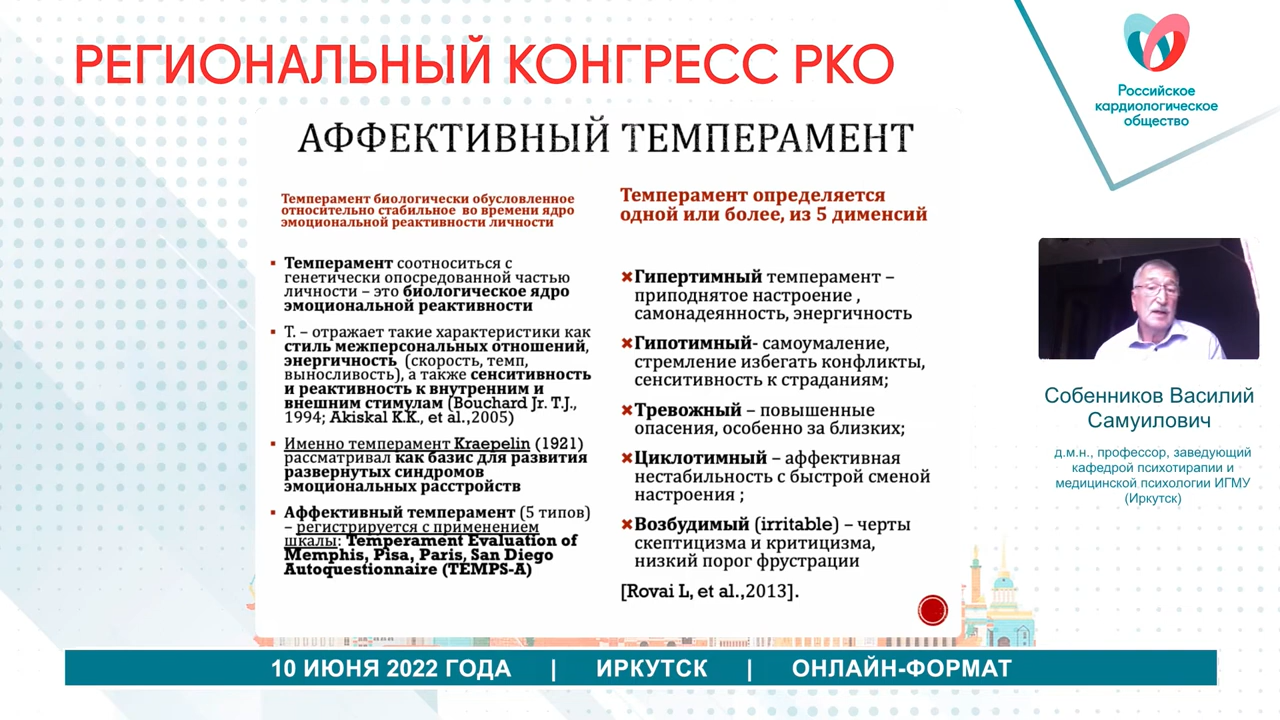 РЕГИОНАЛЬНЫЙ КОНГРЕСС РКО
Российское
кардиологическое
общество
АФФЕКТИВНЫЙ ТЕМПЕРАМЕНТ
Темперамент биологически обусловленное
относительно стабильное во времени ядро
эмоциональной реактивности личности
Темперамент соотноситься с
генетически опосредованной частью
личности – это биологическое ядро
эмоциональной реактивности
Т. – отражает такие характеристики как
стиль межперсональных отношений,
энергичность (скорость, темп,
выносливость), а также сенситивность
и реактивность к внутренним и
внешним стимулам (Bouchard Jr. T.J.,
1994; Akiskal K.K., et al.,2005)
Именно темперамент Kraepelin (1921)
рассматривал как базис для развития
развернутых синдромов
эмоциональных расстройств
Аффективный темперамент (5 типов)
– регистрируется с применением
шкалы: Temperament Evaluation of
Memphis, Pisa, Paris, San Diego
Autoquestionnaire (TEMPS-A)
Темперамент определяется
одной или более, из 5 дименсий
Гипертимный темперамент –
приподнятое настроение ,
самонадеянность, энергичность
Гипотимный- самоумаление,
стремление избегать конфликты,
сенситивность к страданиям;
Тревожный – повышенные
опасения, особенно за близких;
Циклотимный – аффективная
нестабильность с быстрой сменой
настроения ;
Возбудимый (irritable) – черты
скептицизма и критицизма,
низкий порог фрустрации
[Rovai L, et al.,2013].
Собенников Василий
Самуилович
д.м.н., профессор, заведующий
кафедрой психотирапии и
медицинской психологии ИГМУ
(Иркутск)
10 ИЮНЯ 2022 ГОДА | ИРКУТСК | ОНЛАЙН-ФОРМАТ